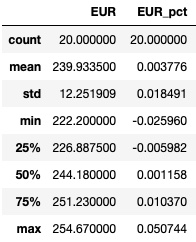 EUR EUR_pct
count 20.000000 20.000000
mean 239.933500 0.003776
std 12.251909 0.018491
min 222.200000 -0.025960
25% 226.887500 -0.005982
50% 244.180000 0.001158
75% 251.230000 0.010370
max 254.670000 0.050744